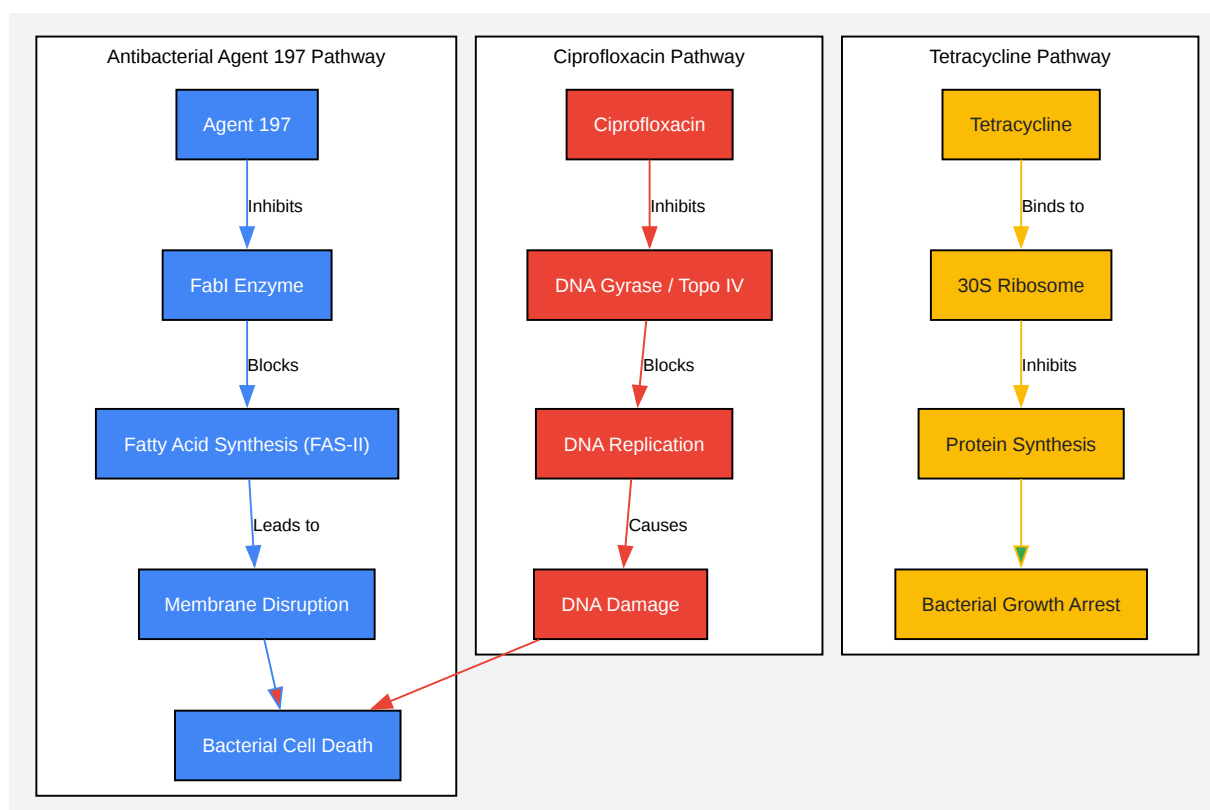 Antibacterial Agent 197 Pathway
Agent 197
Inhibits
FabI Enzyme
Blocks
Fatty Acid Synthesis (FAS-II)
Leads to
Membrane Disruption
Bacterial Cell Death
Ciprofloxacin Pathway
Ciprofloxacin
Inhibits
DNA Gyrase / Topo IV
Blocks
DNA Replication
Causes
DNA Damage
Tetracycline Pathway
Tetracycline
Binds to
30S Ribosome
Inhibits
Protein Synthesis
Bacterial Growth Arrest